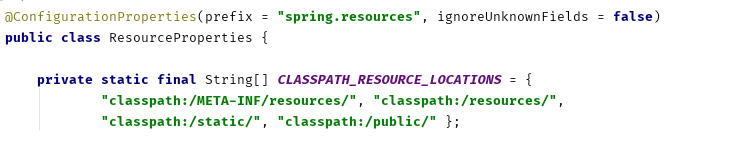 @ConfigurationProperties(prefix = "spring.resources", ignoreUnknownFields = false)
public class ResourceProperties {
private static final String[] CLASSPATH_RESOURCE_LOCATIONS = {
"classpath:/META-INF/resources/", "classpath:/resources/",
"classpath:/static/", "classpath:/public/" };